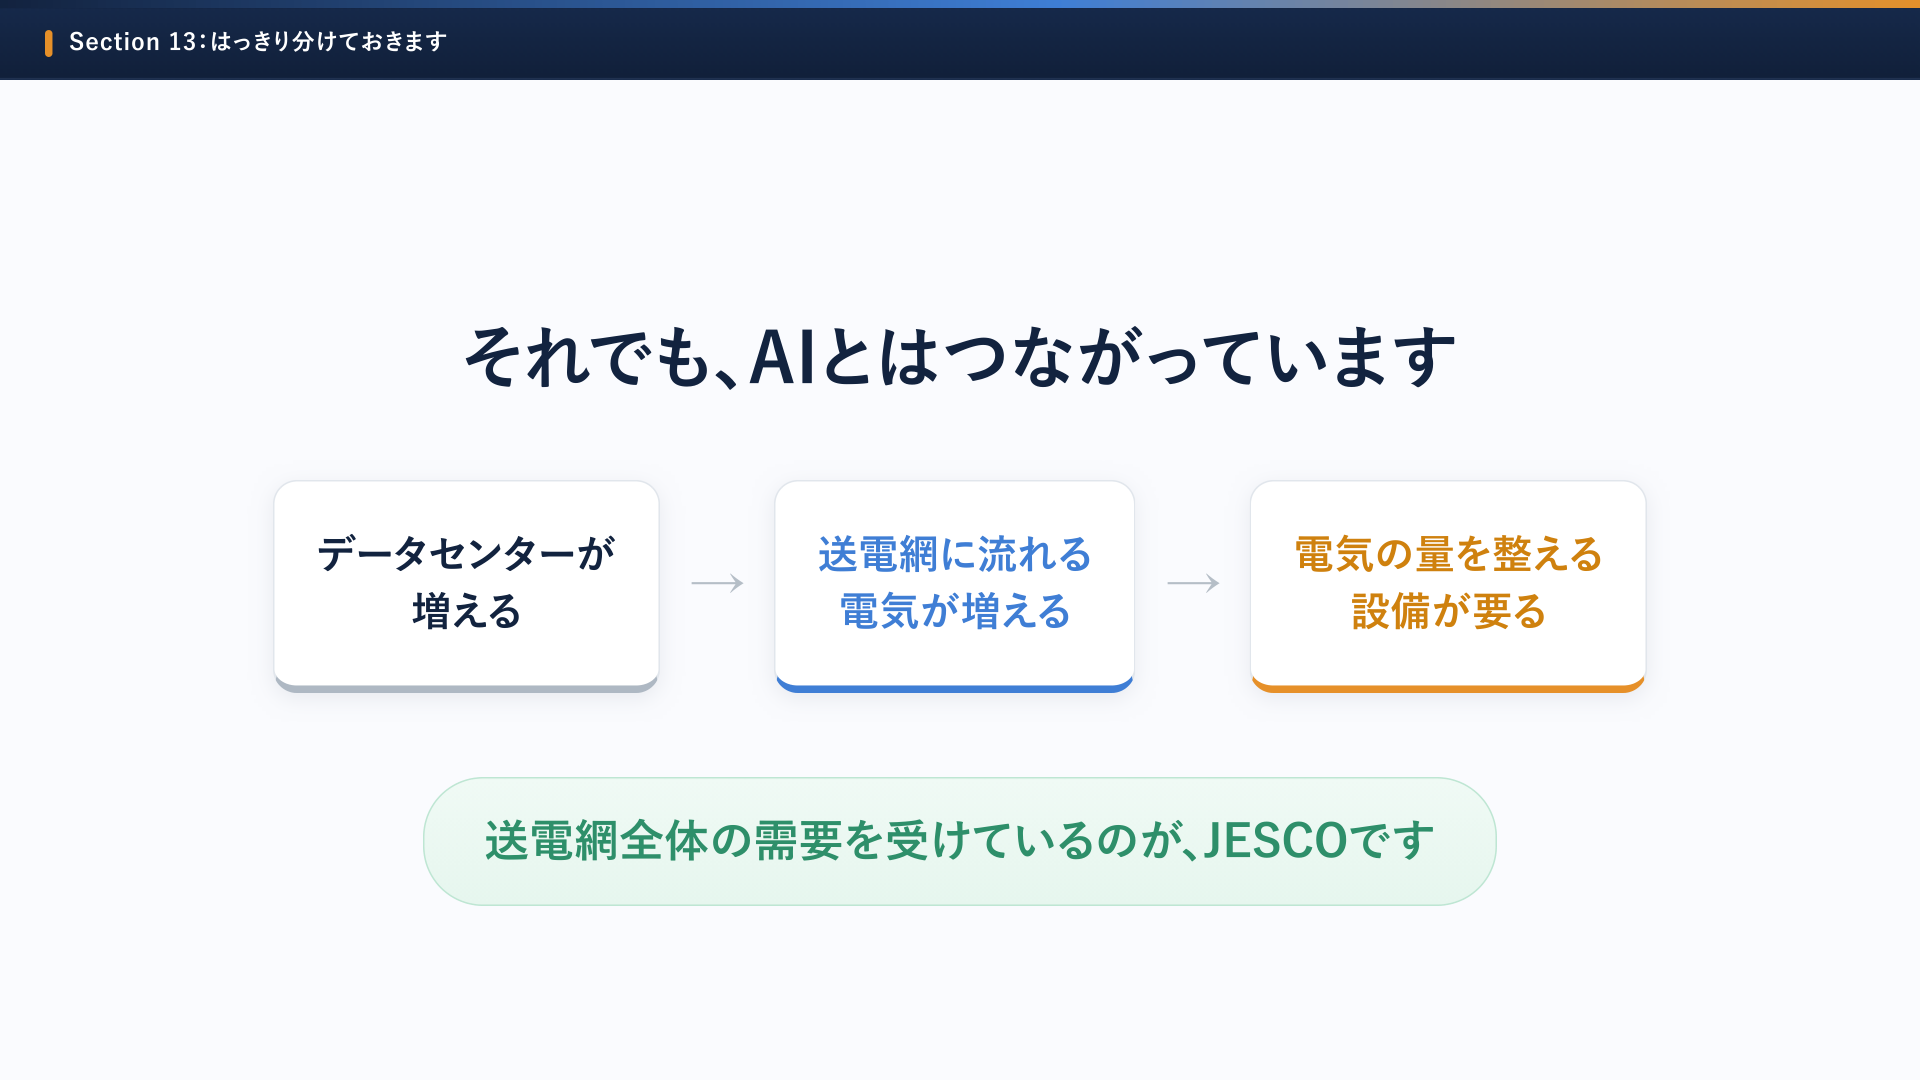 Section 13：はっきり分けておきます
それでも、AIとはつながっています
データセンターが
増える
→
送電網に流れる
電気が増える
→
電気の量を整える
設備が要る
送電網全体の需要を受けているのが、JESCOです